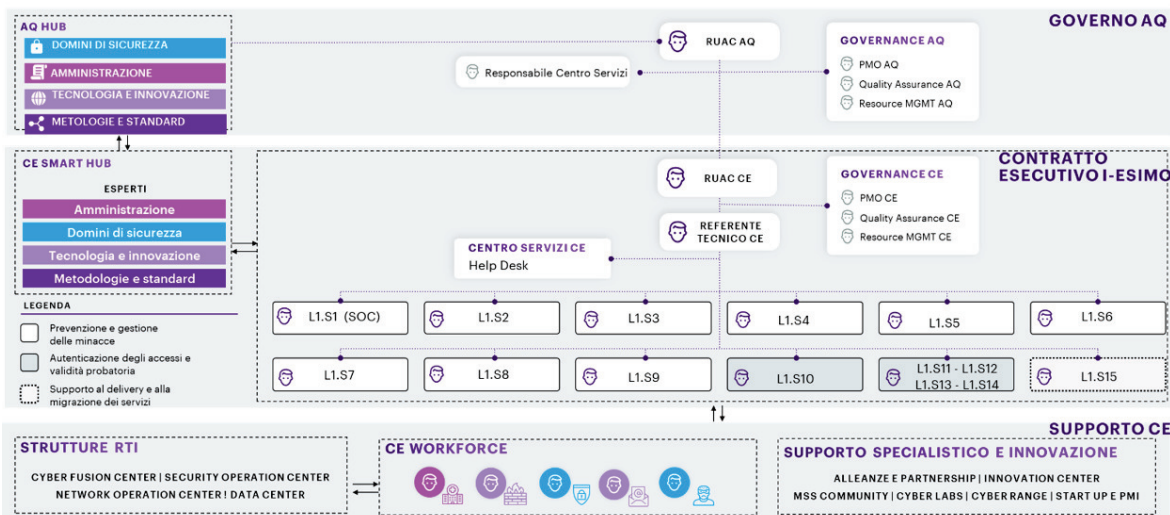 GOVERNO AQ
AQ HUB
DOMINI DI SICUREZZA
AMMINISTRAZIONE
TECNOLOGIA E INNOVAZIONE
METOLOGIE E STANDARD
RUAC AQ
Responsabile Centro Servizi
GOVERNANCE AQ
PMO AQ
Quality Assurance AQ
Resource MGMT AQ
CE SMART HUB
ESPERTI
Amministrazione
Domini di sicurezza
Tecnologia e innovazione
Metodologie e standard
LEGENDA
Prevenzione e gestione
delle minacce
Autenticazione degli accessi e
validità probatoria
Supporto al delivery e alla
migrazione dei servizi
CONTRATTO
ESECUTIVO I-ESIMO
RUAC CE
GOVERNANCE CE
PMO CE
Quality Assurance CE
Resource MGMT CE
REFERENTE
TECNICO CE
CENTRO SERVIZI CE
Help Desk
L1.S1 (SOC)
L1.S2
L1.S3
L1.S4
L1.S5
L1.S6
L1.S7
L1.S8
L1.S9
L1.S10
L1.S11 - L1.S12
L1.S13 - L1.S14
L1.S15
SUPPORTO CE
STRUTTURE RTI
CYBER FUSION CENTER | SECURITY OPERATION CENTER
NETWORK OPERATION CENTER ! DATA CENTER
CE WORKFORCE
SUPPORTO SPECIALISTICO E INNOVAZIONE
ALLEANZE E PARTNERSHIP | INNOVATION CENTER
MSS COMMUNITY | CYBER LABS | CYBER RANGE | START UP E PMI